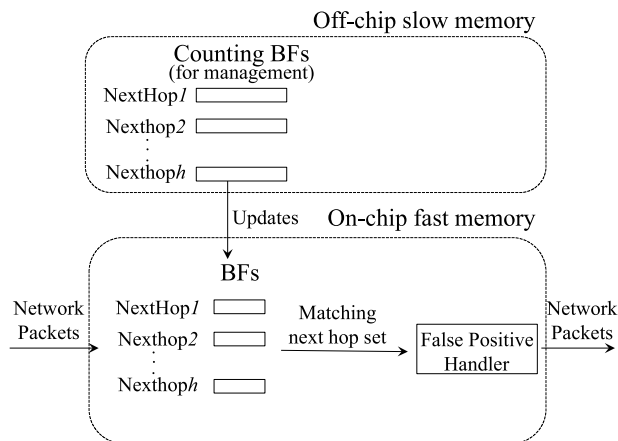 Off-chip slow memory
Counting BFs
(for management)
NextHop1
Nexthop2
Nexthoph
Updates
On-chip fast memory
BFs
Network
Packets
NextHop1
Nexthop2
Nexthoph
Matching
next hop set
False Positive
Handler
Network
Packets